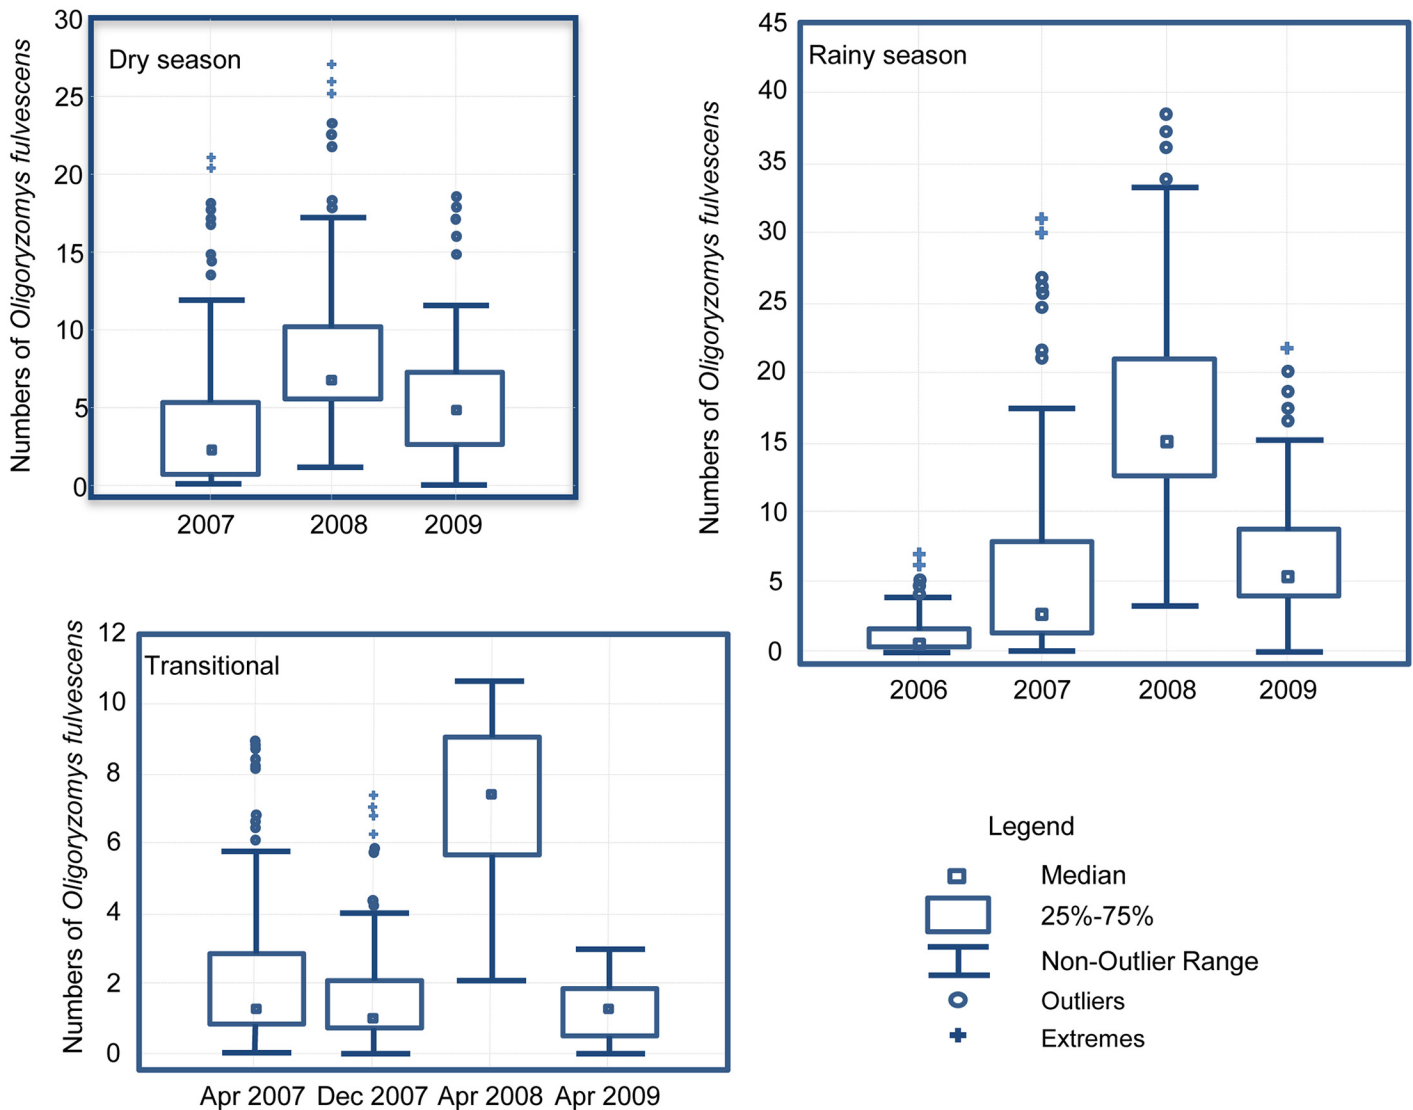 Dry season
Numbers of Oligoryzomys fulvescens
30
25
20
15
10
5
0
2007 2008 2009
Rainy season
Numbers of Oligoryzomys fulvescens
45
40
35
30
25
20
15
10
5
0
2006 2007 2008 2009
Transitional
Numbers of Oligoryzomys fulvescens
12
10
8
6
4
2
0
Apr 2007 Dec 2007 Apr 2008 Apr 2009
Legend
Median
25%-75%
Non-Outlier Range
Outliers
Extremes